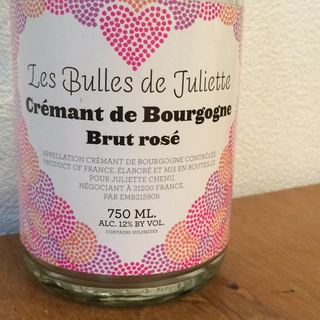 Les Bulles de Juliette
Crémant de Bourgogne
Brut rosé
APPELLATION CRÉMANT DE BOURGOGNE CONTRÔLÉE
PRODUCT OF FRANCE. ÉLABORÉ ET MIS EN BOUTEILLE
POUR JULIETTE CHENU,
NÉGOCIANT À 21200 FRANCE.
PAR EMB21590B.
750 ML.
ALC. 12% BY VOL.
CONTAINS SULPHITES